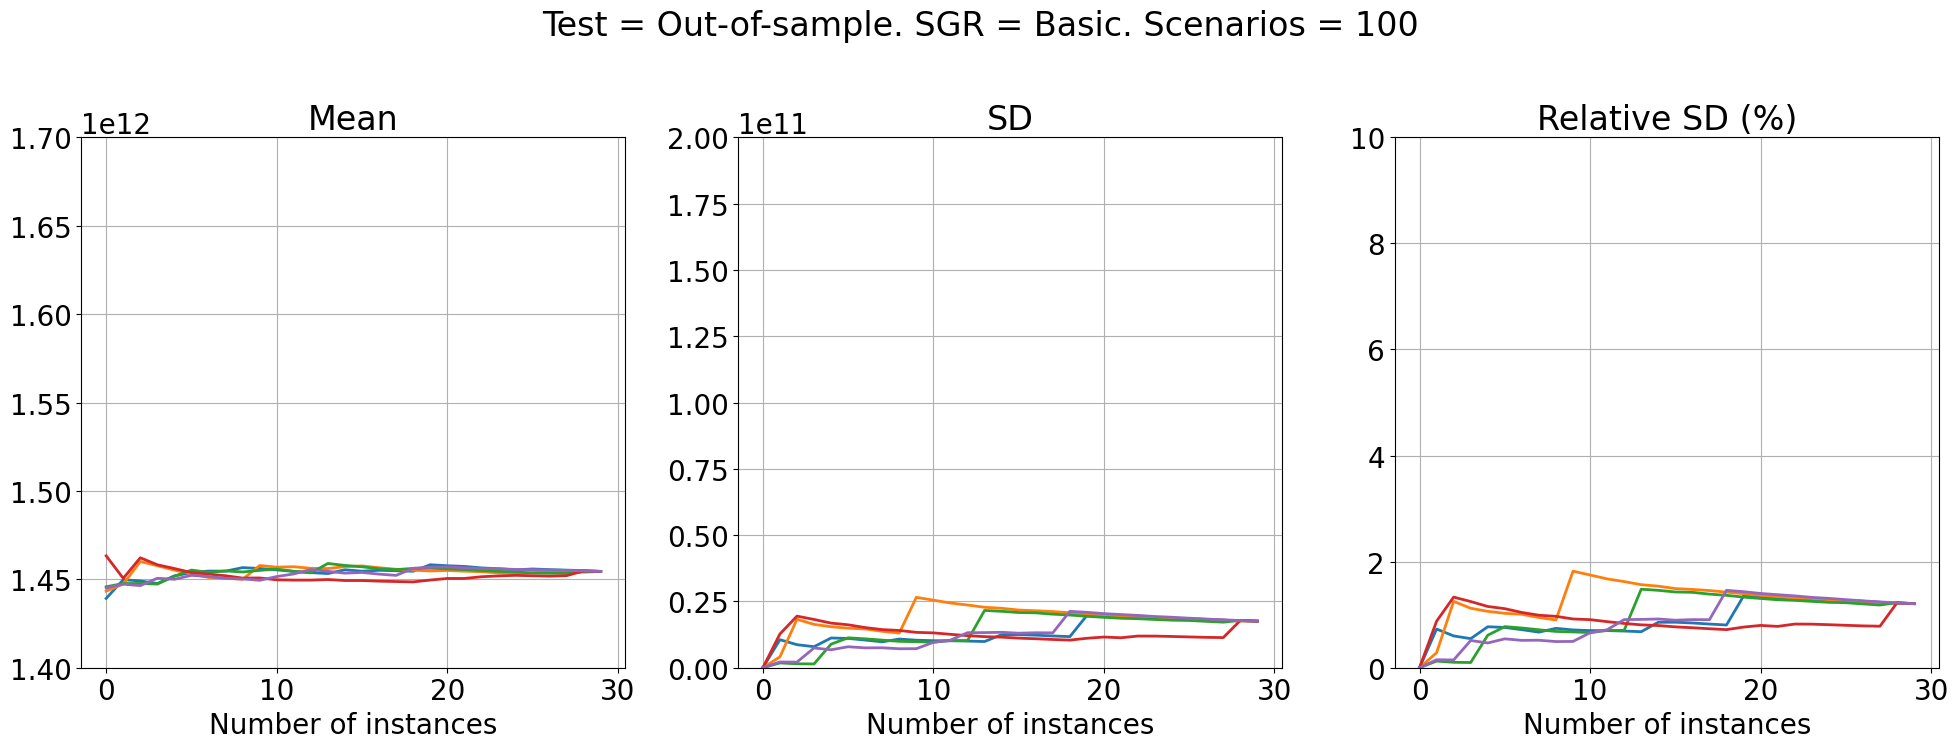 Test = Out-of-sample. SGR = Basic. Scenarios = 100
Mean
1e12
1.70
1.65
1.60
1.55
1.50
1.45
1.40
0 10 20 30
Number of instances
SD
1e11
2.00
1.75
1.50
1.25
1.00
0.75
0.50
0.25
0.00
0 10 20 30
Number of instances
Relative SD (%)
10
8
6
4
2
0
0 10 20 30
Number of instances